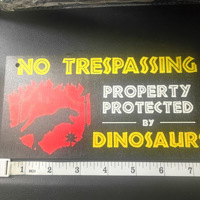 NO TRESPASSING
PROPERTY
PROTECTED
BY
DINOSAURS
1 2 3 4 5 6 7